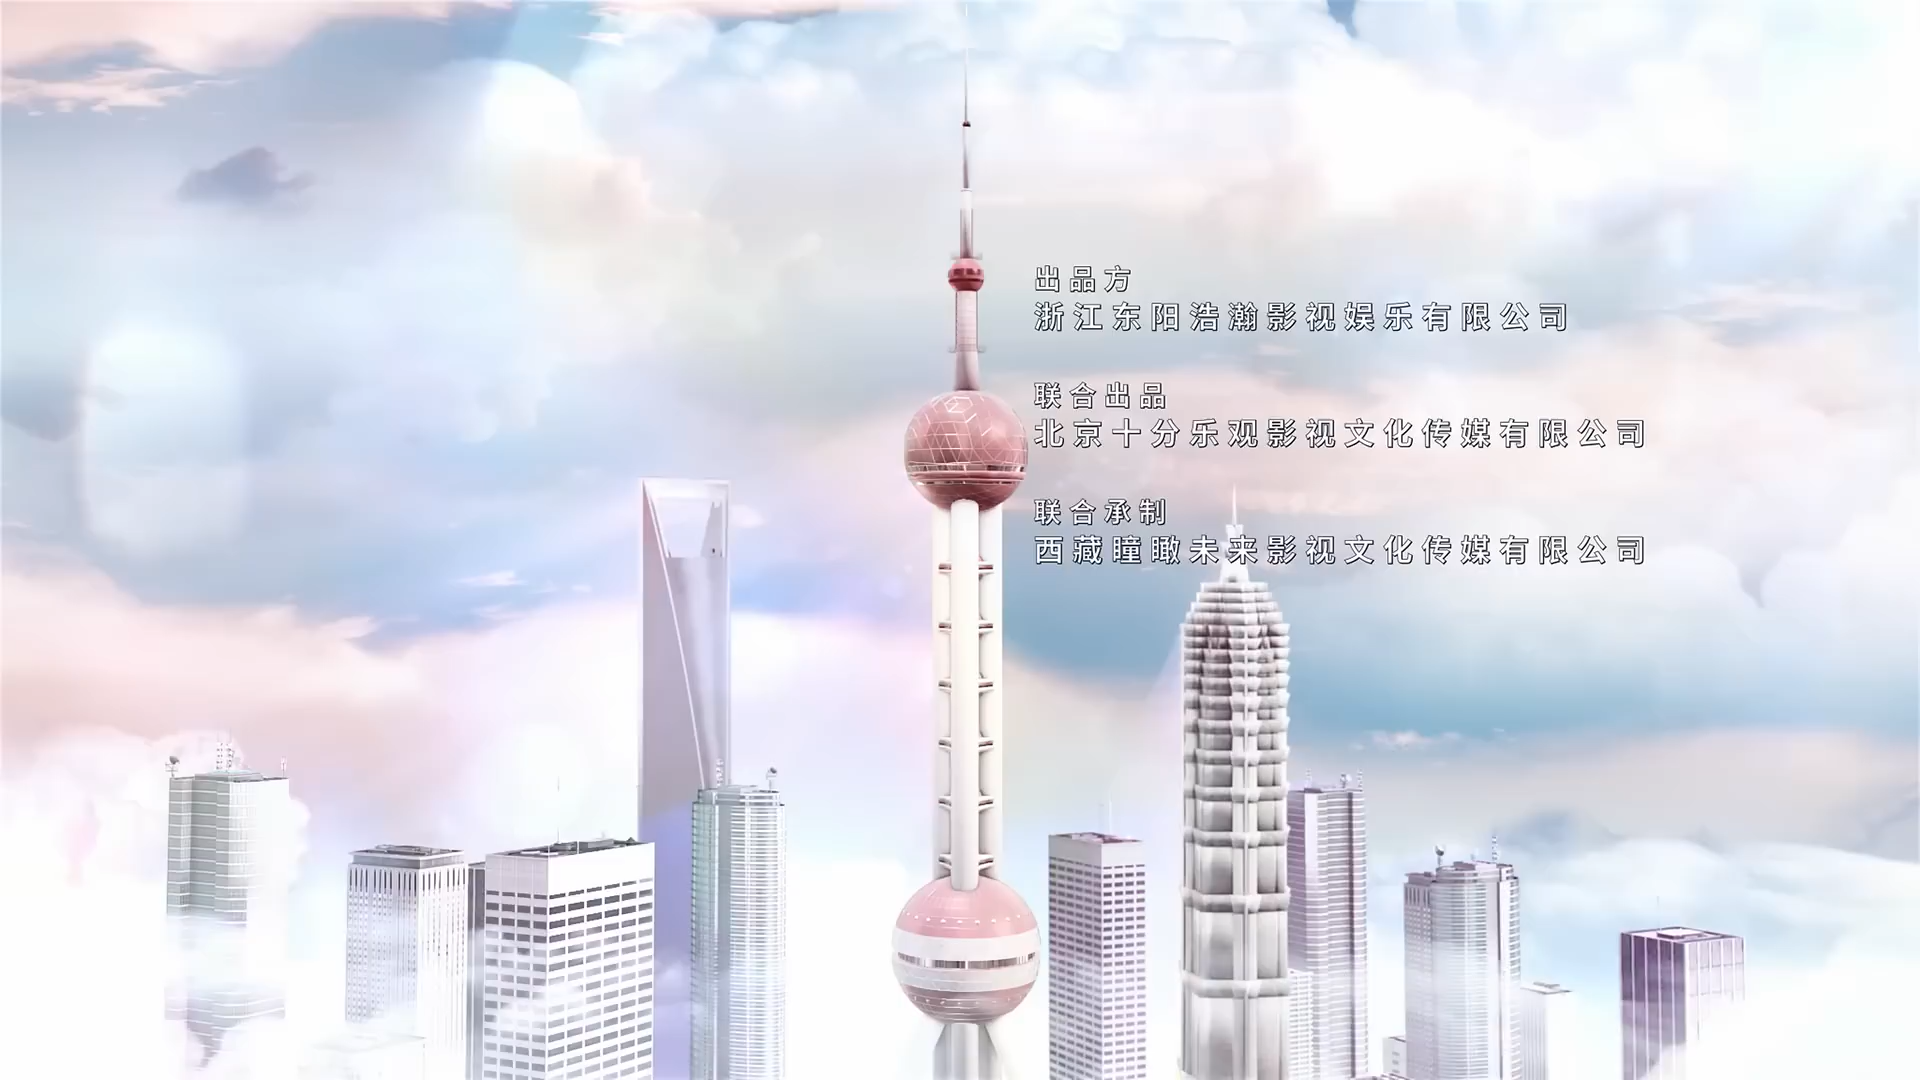 出品方
浙江东阳浩瀚影视娱乐有限公司
联合出品
北京十分乐观影视文化传媒有限公司
联合承制
西藏瞳瞰未来影视文化传媒有限公司